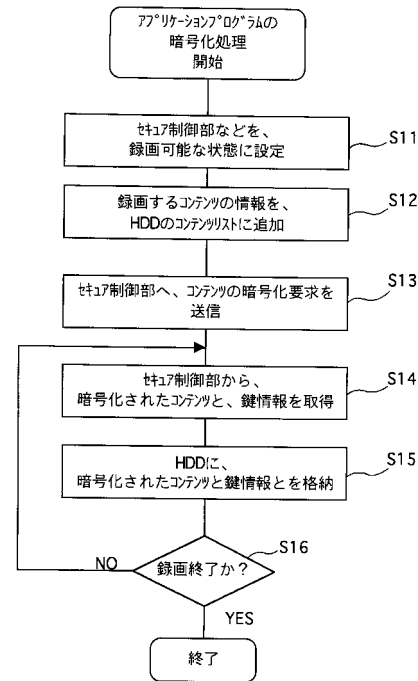 アプリケーションプログラムの
暗号化処理
開始
セキュア制御部などを、
録画可能な状態に設定
S11
録画するコンテンツの情報を、
HDDのコンテンツリストに追加
S12
セキュア制御部へ、コンテンツの暗号化要求を
送信
S13
セキュア制御部から、
暗号化されたコンテンツと、鍵情報を取得
S14
HDDに、
暗号化されたコンテンツと鍵情報とを格納
S15
録画終了か?
S16
NO
YES
終了